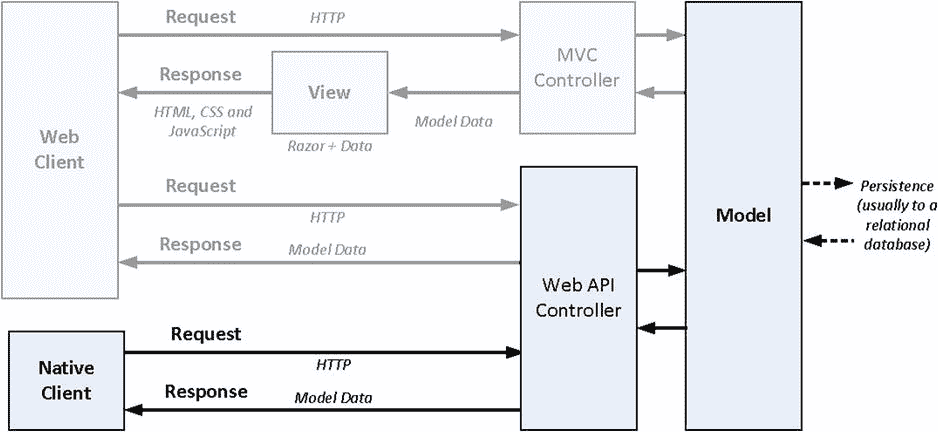 Request
HTTP
MVC
Controller
Response
View
HTML, CSS and
JavaScript
Model Data
Razor + Data
Web
Client
Request
HTTP
Response
Model Data
Model
Persistence
(usually to a
relational
database)
Web API
Controller
Request
HTTP
Native
Client
Response
Model Data